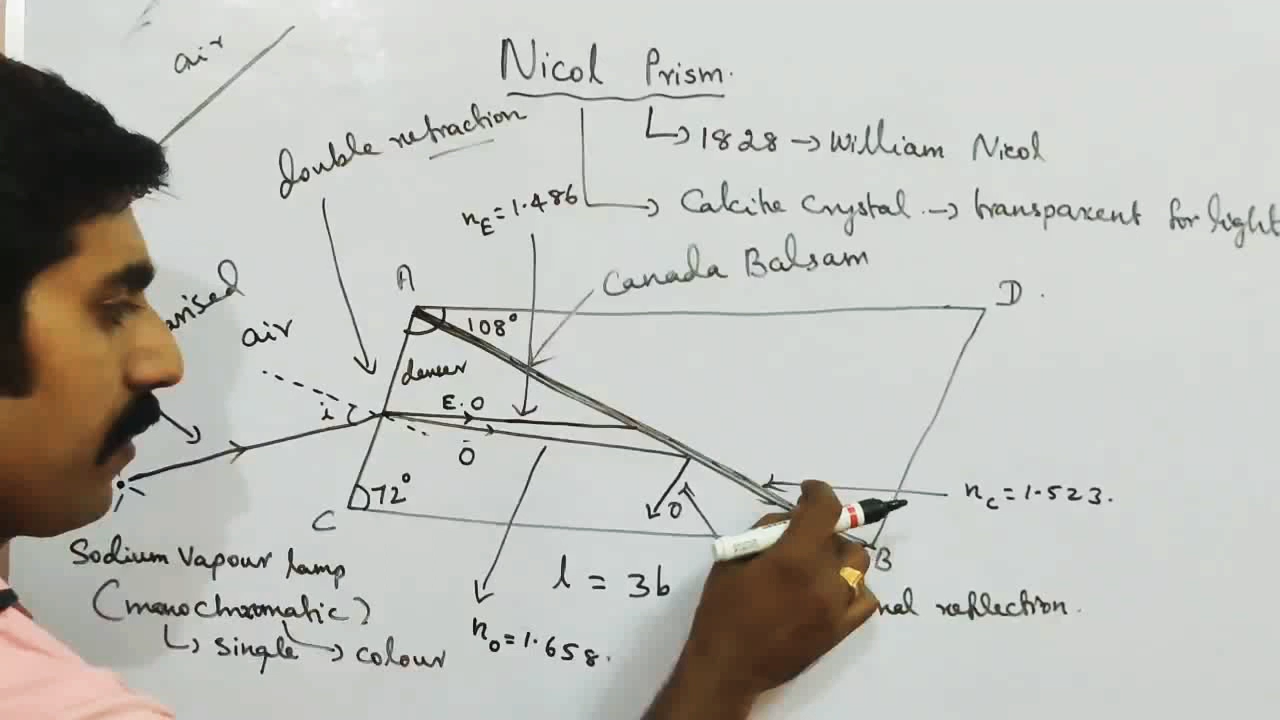 Nicol Prism.
air
double refraction
↳ 1828 → William Nicol
n_E = 1.486
→ Calcite Crystal → transparent for light
Canada Balsam
A
D.
air
108°
denser
i
E.O
O
72°
C
O
n_c = 1.523.
B
Sodium Vapour lamp
l = 3b
(monochromatic)
reflection.
↳ single → colour
n_o = 1.658.